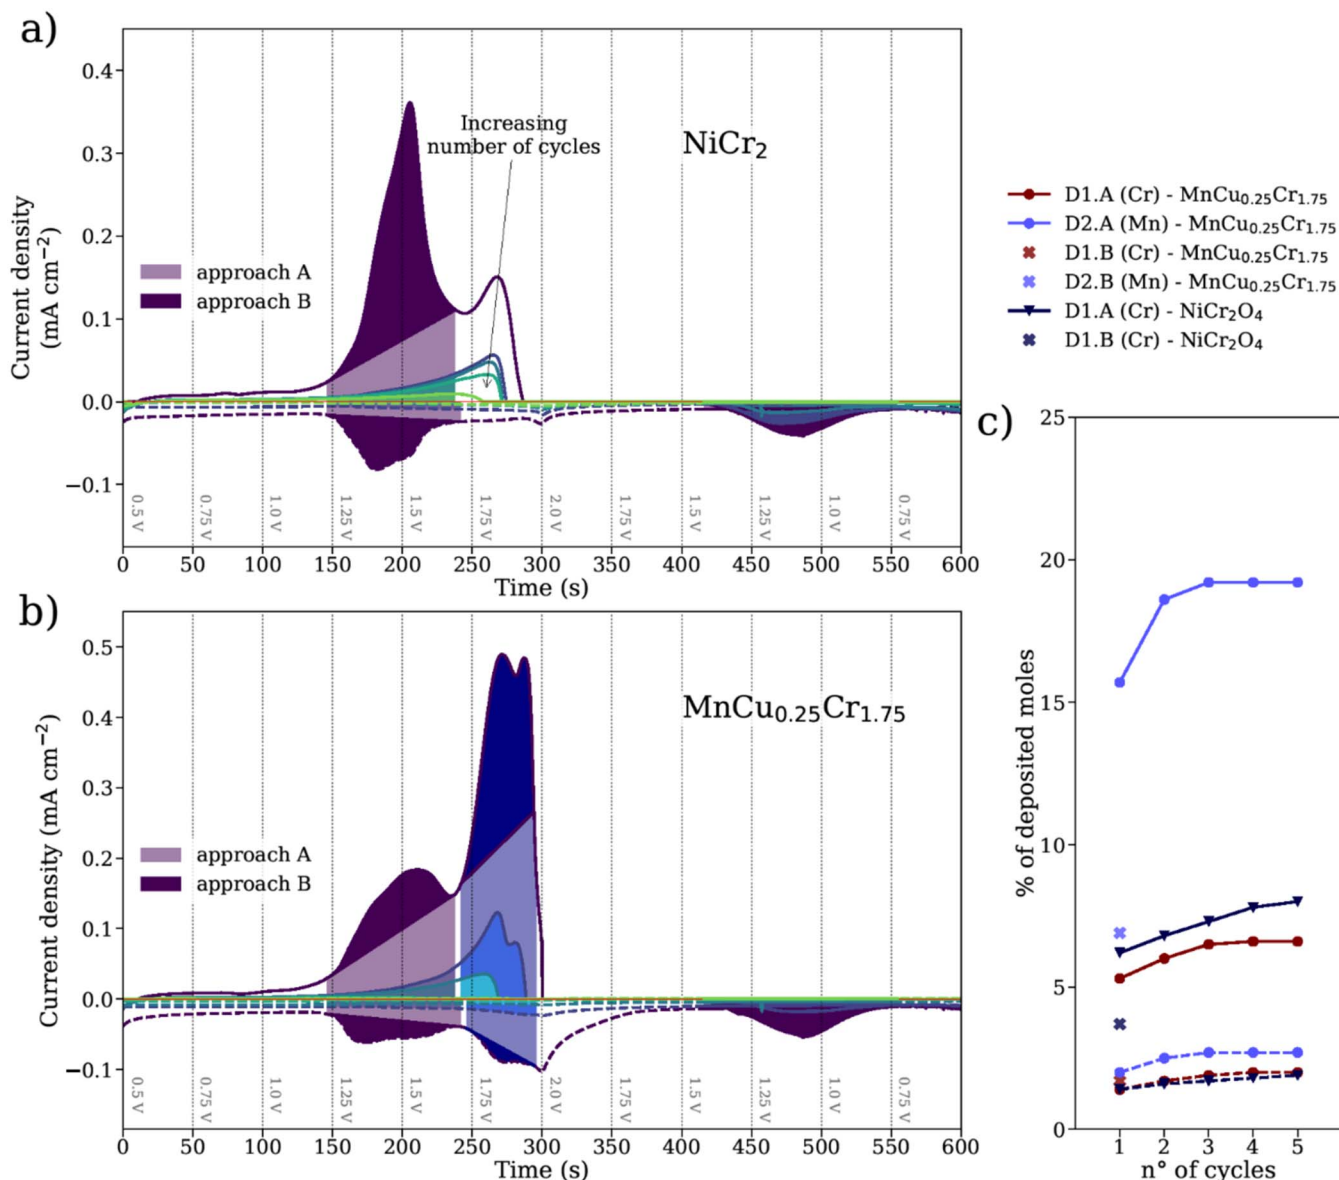 a)
0.4
0.3
0.2
0.1
0.0
−0.1
Current density
(mA cm−2)
Increasing
number of cycles
NiCr2
approach A
approach B
0.5 V
0.75 V
1.0 V
1.25 V
1.5 V
1.75 V
2.0 V
1.5 V
1.25 V
1.0 V
0.75 V
0 50 100 150 200 250 300 350 400 450 500 550 600
Time (s)
D1.A (Cr) - MnCu0.25Cr1.75
D2.A (Mn) - MnCu0.25Cr1.75
D1.B (Cr) - MnCu0.25Cr1.75
D2.B (Mn) - MnCu0.25Cr1.75
D1.A (Cr) - NiCr2O4
D1.B (Cr) - NiCr2O4
b)
0.5
0.4
0.3
0.2
0.1
0.0
−0.1
Current density (mA cm−2)
MnCu0.25Cr1.75
approach A
approach B
0.5 V
0.75 V
1.0 V
1.25 V
1.5 V
1.75 V
2.0 V
1.5 V
1.25 V
1.0 V
0.75 V
0 50 100 150 200 250 300 350 400 450 500 550 600
Time (s)
c)
25
20
15
10
5
0
% of deposited moles
1 2 3 4 5
n° of cycles